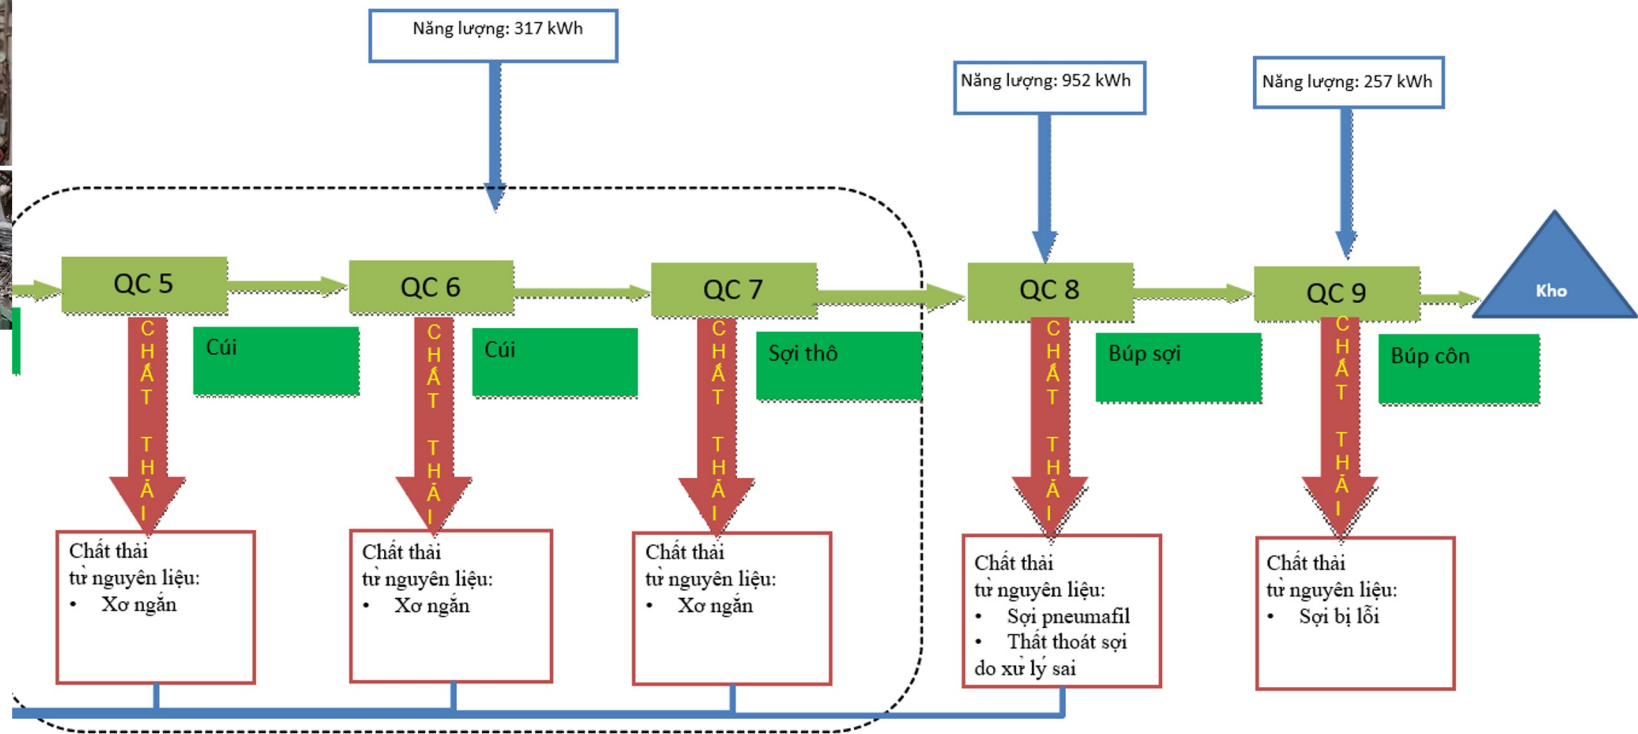 Năng lượng: 317 kWh
Năng lượng: 952 kWh
Năng lượng: 257 kWh
QC 5
QC 6
QC 7
QC 8
QC 9
Kho
CHẤT THẢI
Cúi
CHẤT THẢI
Cúi
CHẤT THẢI
Sợi thô
CHẤT THẢI
Búp sợi
CHẤT THẢI
Búp côn
Chất thải
từ nguyên liệu:
• Xơ ngắn
Chất thải
từ nguyên liệu:
• Xơ ngắn
Chất thải
từ nguyên liệu:
• Xơ ngắn
Chất thải
từ nguyên liệu:
• Sợi pneumafil
• Thất thoát sợi
do xử lý sai
Chất thải
từ nguyên liệu:
• Sợi bị lỗi